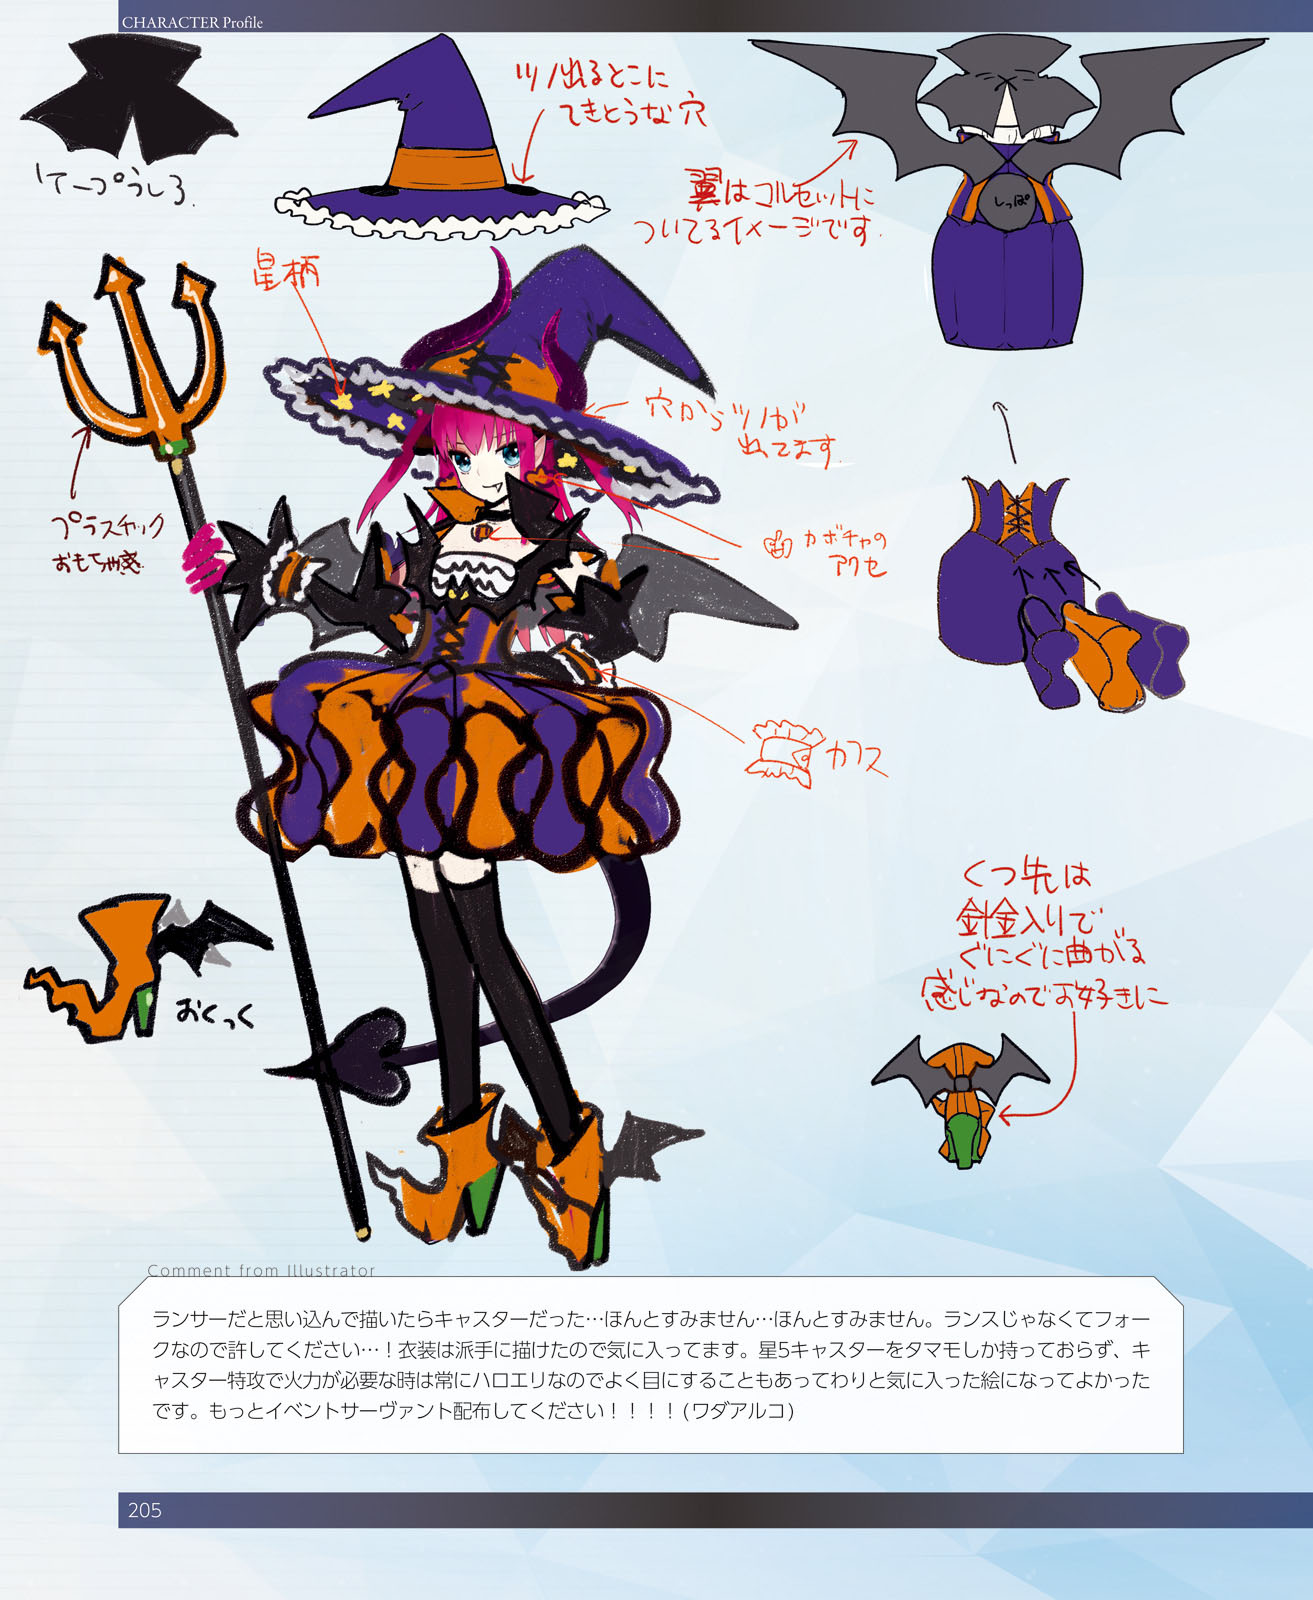 CHARACTER Profile
ケープうしろ
ツノ出るとこに
てきとうな穴
翼はコルセットに
ついてるイメージです.
しっぽ
星柄
穴からツノが
出てます.
プラスチック
おもちゃ感
カボチャの
アクセ
カフス
くつ先は
針金入りで
ぐにぐに曲がる
感じなのでお好きに
おくっく
Comment from Illustrator
ランサーだと思い込んで描いたらキャスターだった…ほんとすみません…ほんとすみません。ランスじゃなくてフォー
クなので許してください…！衣装は派手に描けたので気に入ってます。星5キャスターをタマモしか持っておらず、キ
ャスター特攻で火力が必要な時は常にハロエリなのでよく目にすることもあってわりと気に入った絵になってよかった
です。もっとイベントサーヴァント配布してください！！！！(ワダアルコ)
205